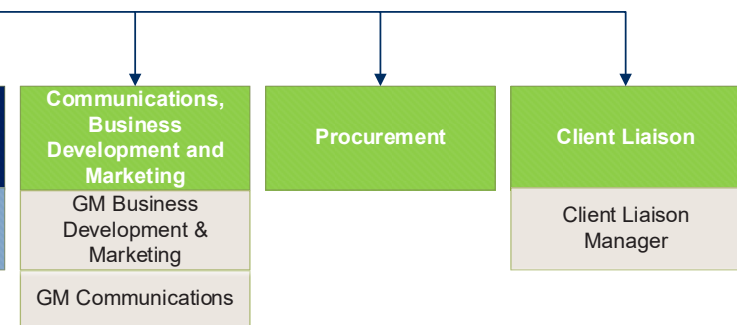 Communications,
Business
Development and
Marketing
GM Business
Development &
Marketing
GM Communications
Procurement
Client Liaison
Client Liaison
Manager